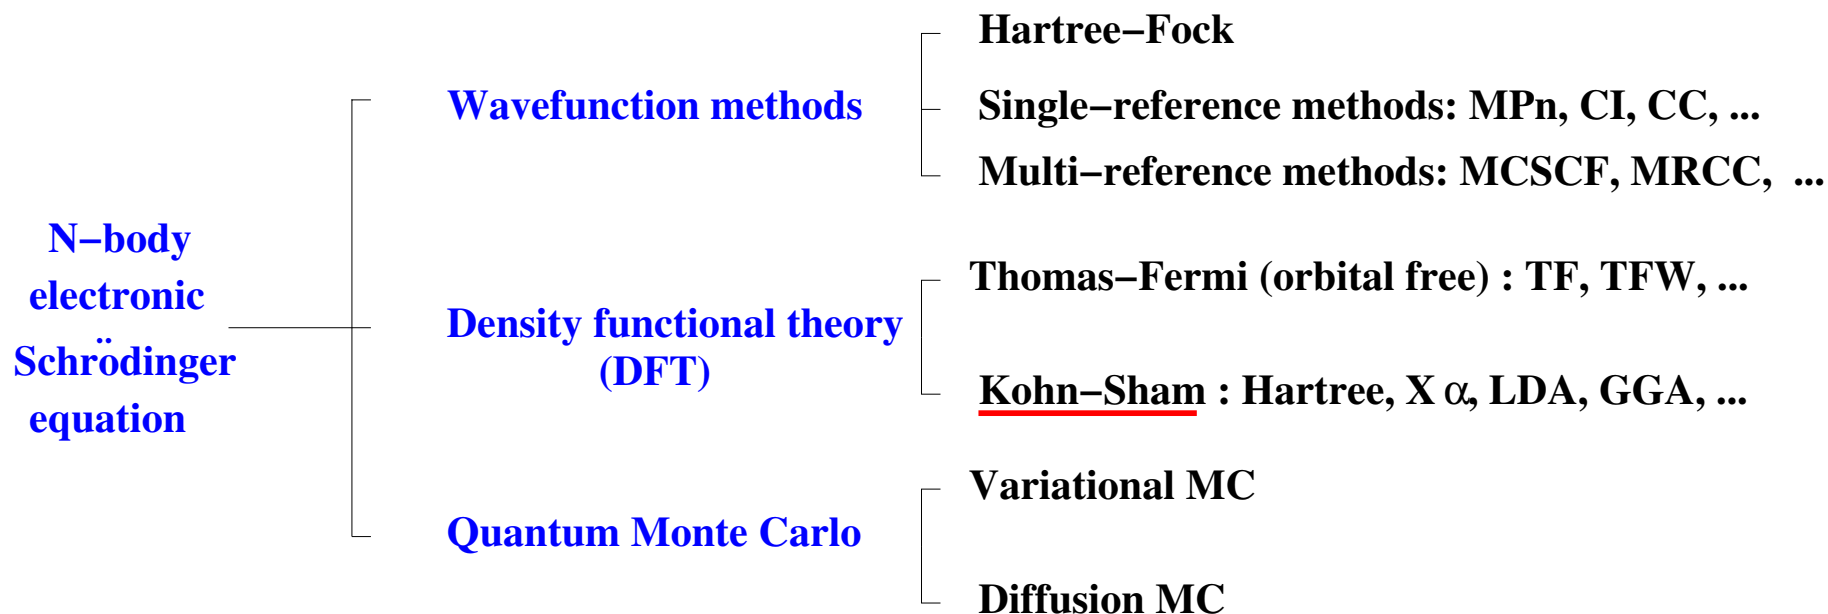 N−body
electronic
Schrödinger
equation
Wavefunction methods
Hartree−Fock
Single−reference methods: MPn, CI, CC, ...
Multi−reference methods: MCSCF, MRCC, ...
Density functional theory
(DFT)
Thomas−Fermi (orbital free) : TF, TFW, ...
Kohn−Sham : Hartree, X α, LDA, GGA, ...
Quantum Monte Carlo
Variational MC
Diffusion MC